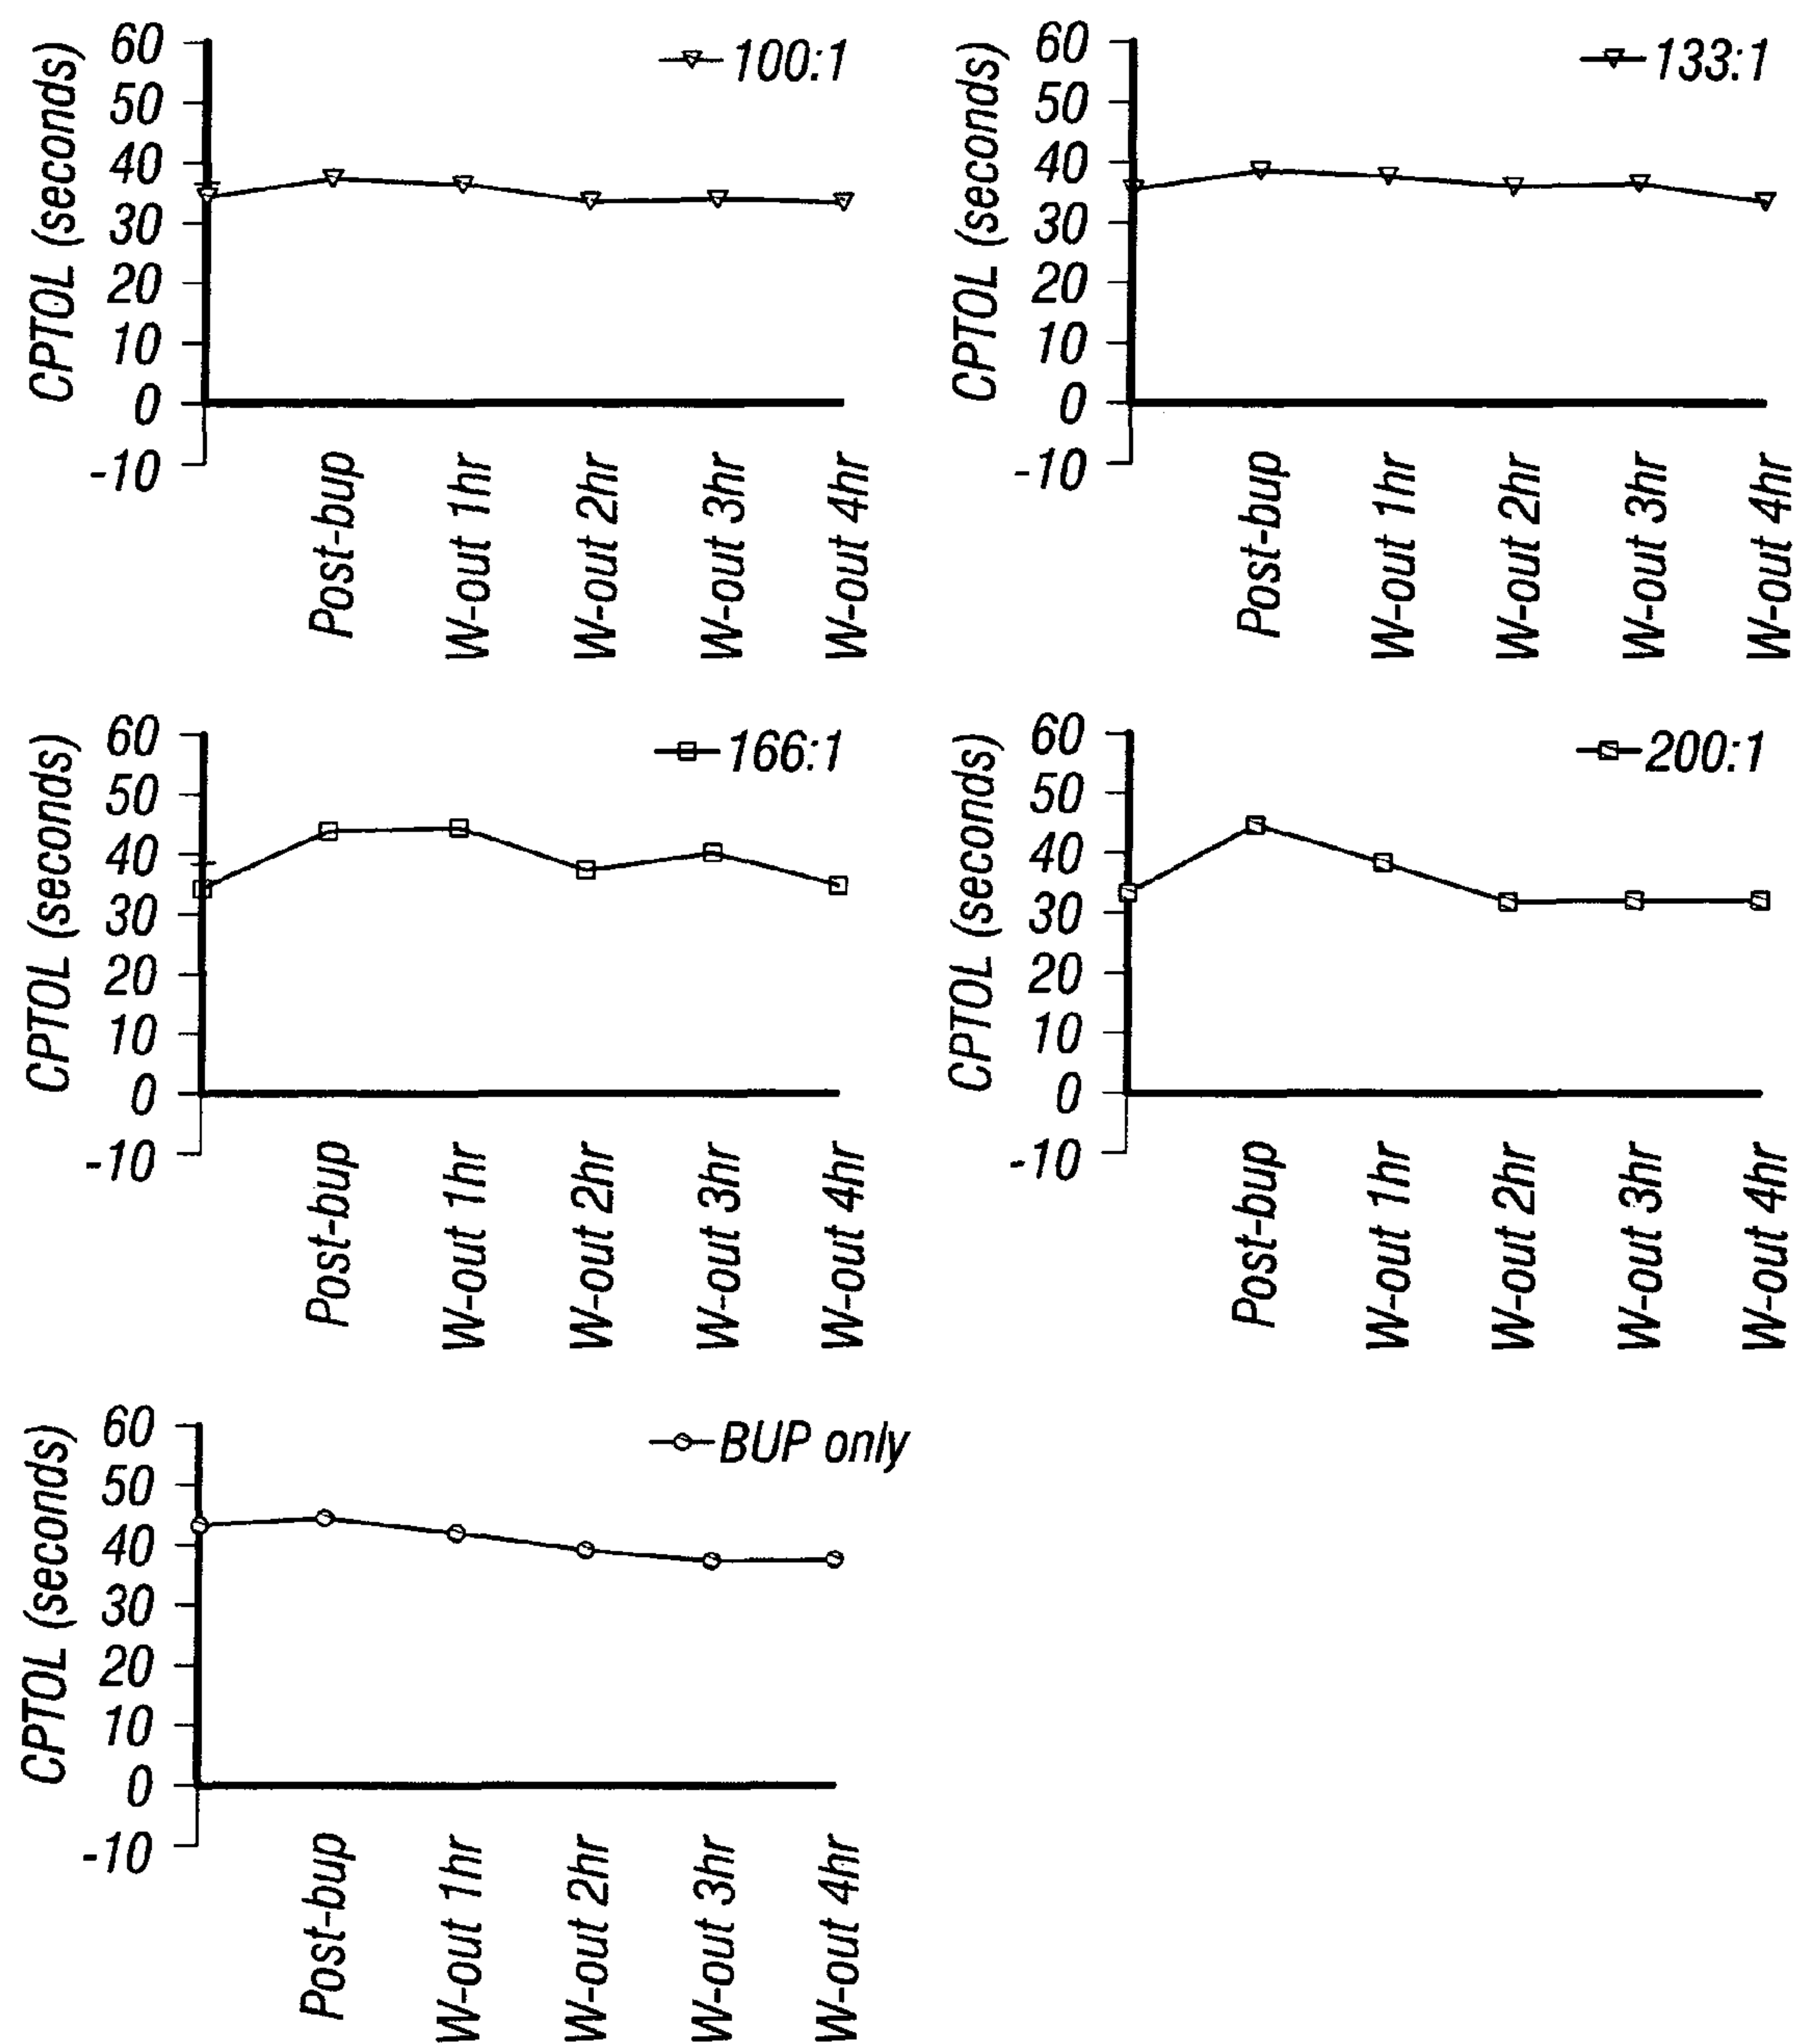 100:1
CPTOL (seconds)
60
50
40
30
20
10
0
-10
Post-bup
W-out 1hr
W-out 2hr
W-out 3hr
W-out 4hr
133:1
CPTOL (seconds)
60
50
40
30
20
10
0
-10
Post-bup
W-out 1hr
W-out 2hr
W-out 3hr
W-out 4hr
166:1
CPTOL (seconds)
60
50
40
30
20
10
0
-10
Post-bup
W-out 1hr
W-out 2hr
W-out 3hr
W-out 4hr
200:1
CPTOL (seconds)
60
50
40
30
20
10
0
-10
Post-bup
W-out 1hr
W-out 2hr
W-out 3hr
W-out 4hr
BUP only
CPTOL (seconds)
60
50
40
30
20
10
0
-10
Post-bup
W-out 1hr
W-out 2hr
W-out 3hr
W-out 4hr